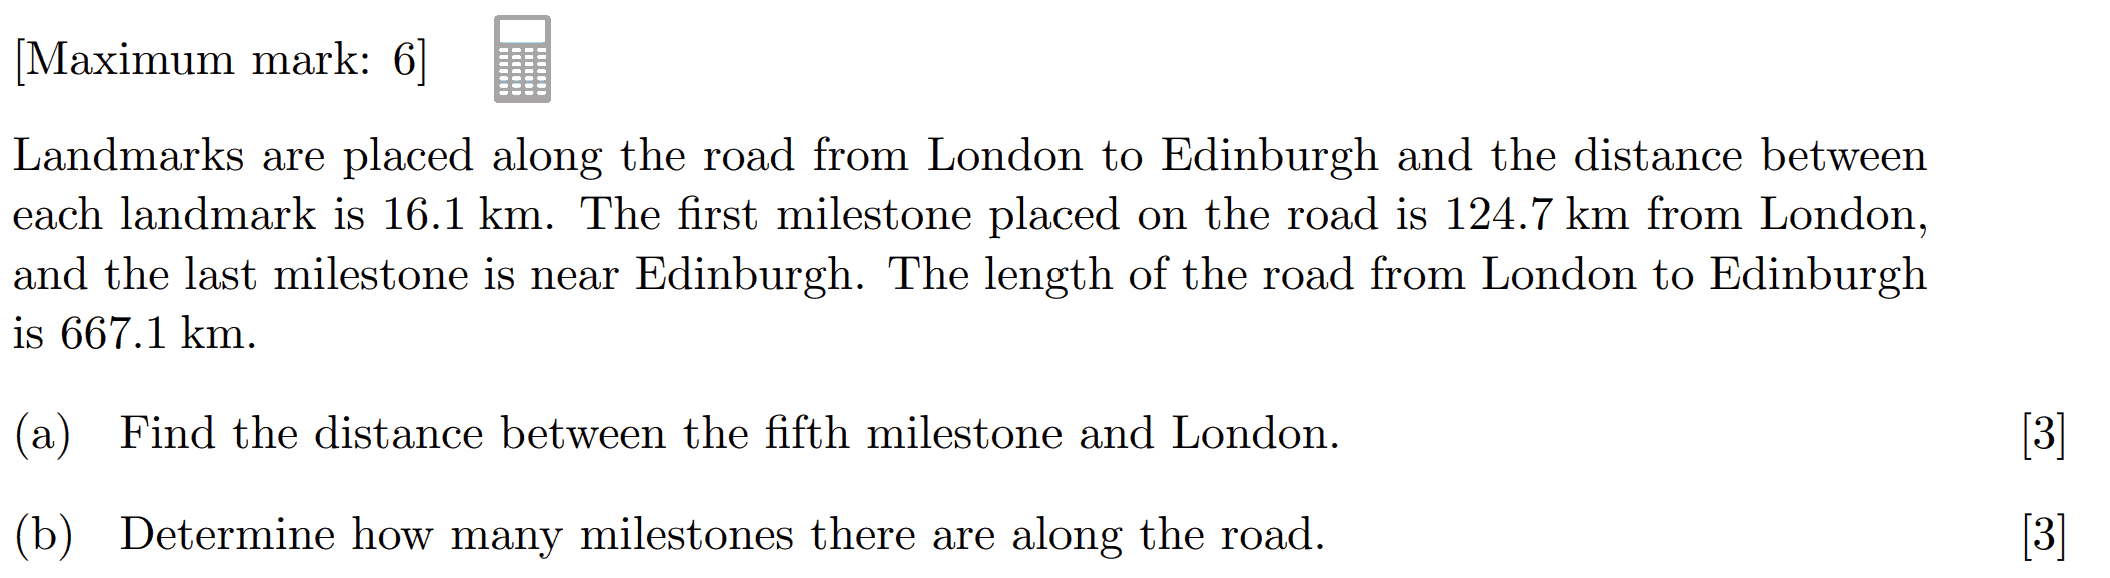 [Maximum mark: 6]
Landmarks are placed along the road from London to Edinburgh and the distance between
each landmark is 16.1 km. The first milestone placed on the road is 124.7 km from London,
and the last milestone is near Edinburgh. The length of the road from London to Edinburgh
is 667.1 km.
(a) Find the distance between the fifth milestone and London. [3]
(b) Determine how many milestones there are along the road. [3]